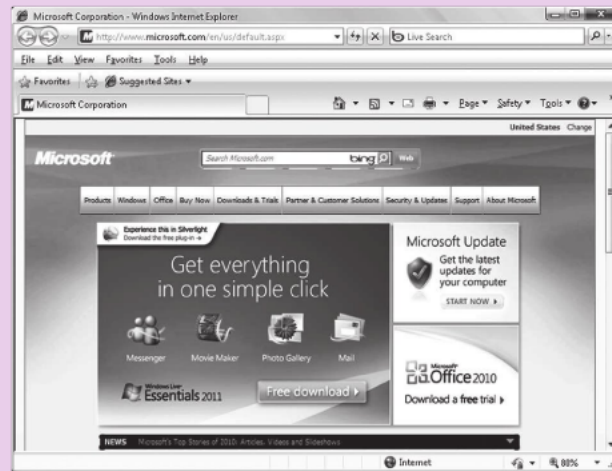 Microsoft Corporation - Windows Internet Explorer
http://www.microsoft.com/en/us/default.aspx
Live Search
File Edit View Favorites Tools Help
Favorites Suggested Sites
Microsoft Corporation
Page Safety Tools
United States Change
Microsoft
Search Microsoft.com bing Web
Products Windows Office Buy Now Downloads & Trials Partner & Customer Solutions Security & Updates Support About Microsoft
Experience this in Silverlight
Download the free plug-in
Get everything
in one simple click
Messenger Movie Maker Photo Gallery Mail
Windows Live
Essentials 2011
Free download
Microsoft Update
Get the latest
updates for
your computer
START NOW
Microsoft
Office 2010
Download a free trial
NEWS Microsoft's Top Stories of 2010: Articles, Videos and Slideshows
Internet 88%